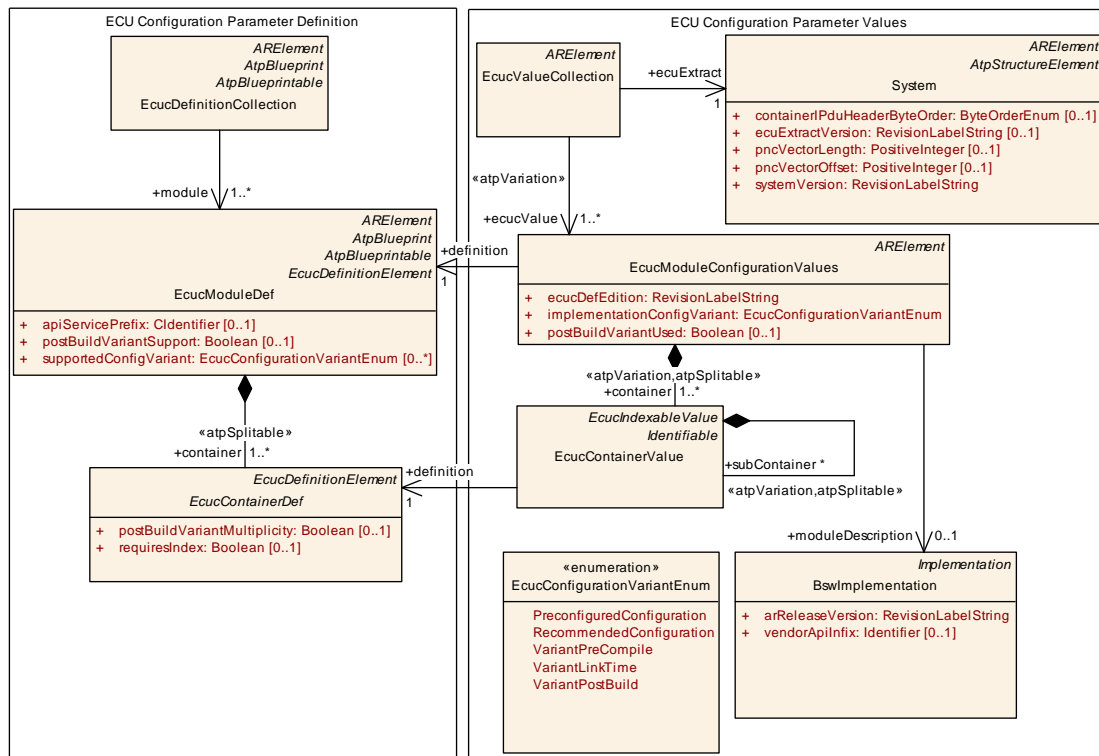 ECU Configuration Parameter Definition
ARElement
AtpBlueprint
AtpBlueprintable
EcucDefinitionCollection
+module
1..*
ARElement
AtpBlueprint
AtpBlueprintable
EcucDefinitionElement
EcucModuleDef
+ apiServicePrefix: CIdentifier [0..1]
+ postBuildVariantSupport: Boolean [0..1]
+ supportedConfigVariant: EcucConfigurationVariantEnum [0..*]
«atpSplitable»
+container
1..*
EcucDefinitionElement
EcucContainerDef
+ postBuildVariantMultiplicity: Boolean [0..1]
+ requiresIndex: Boolean [0..1]
ECU Configuration Parameter Values
ARElement
EcucValueCollection
+ecuExtract
1
ARElement
AtpStructureElement
System
+ containerIPduHeaderByteOrder: ByteOrderEnum [0..1]
+ ecuExtractVersion: RevisionLabelString [0..1]
+ pncVectorLength: PositiveInteger [0..1]
+ pncVectorOffset: PositiveInteger [0..1]
+ systemVersion: RevisionLabelString
«atpVariation»
+ecucValue
1..*
+definition
1
ARElement
EcucModuleConfigurationValues
+ ecucDefEdition: RevisionLabelString
+ implementationConfigVariant: EcucConfigurationVariantEnum
+ postBuildVariantUsed: Boolean [0..1]
«atpVariation,atpSplitable»
+container
1..*
EcucIndexableValue
Identifiable
EcucContainerValue
+subContainer *
«atpVariation,atpSplitable»
+definition
1
+moduleDescription
0..1
«enumeration»
EcucConfigurationVariantEnum
PreconfiguredConfiguration
RecommendedConfiguration
VariantPreCompile
VariantLinkTime
VariantPostBuild
Implementation
BswImplementation
+ arReleaseVersion: RevisionLabelString
+ vendorApiInfix: Identifier [0..1]